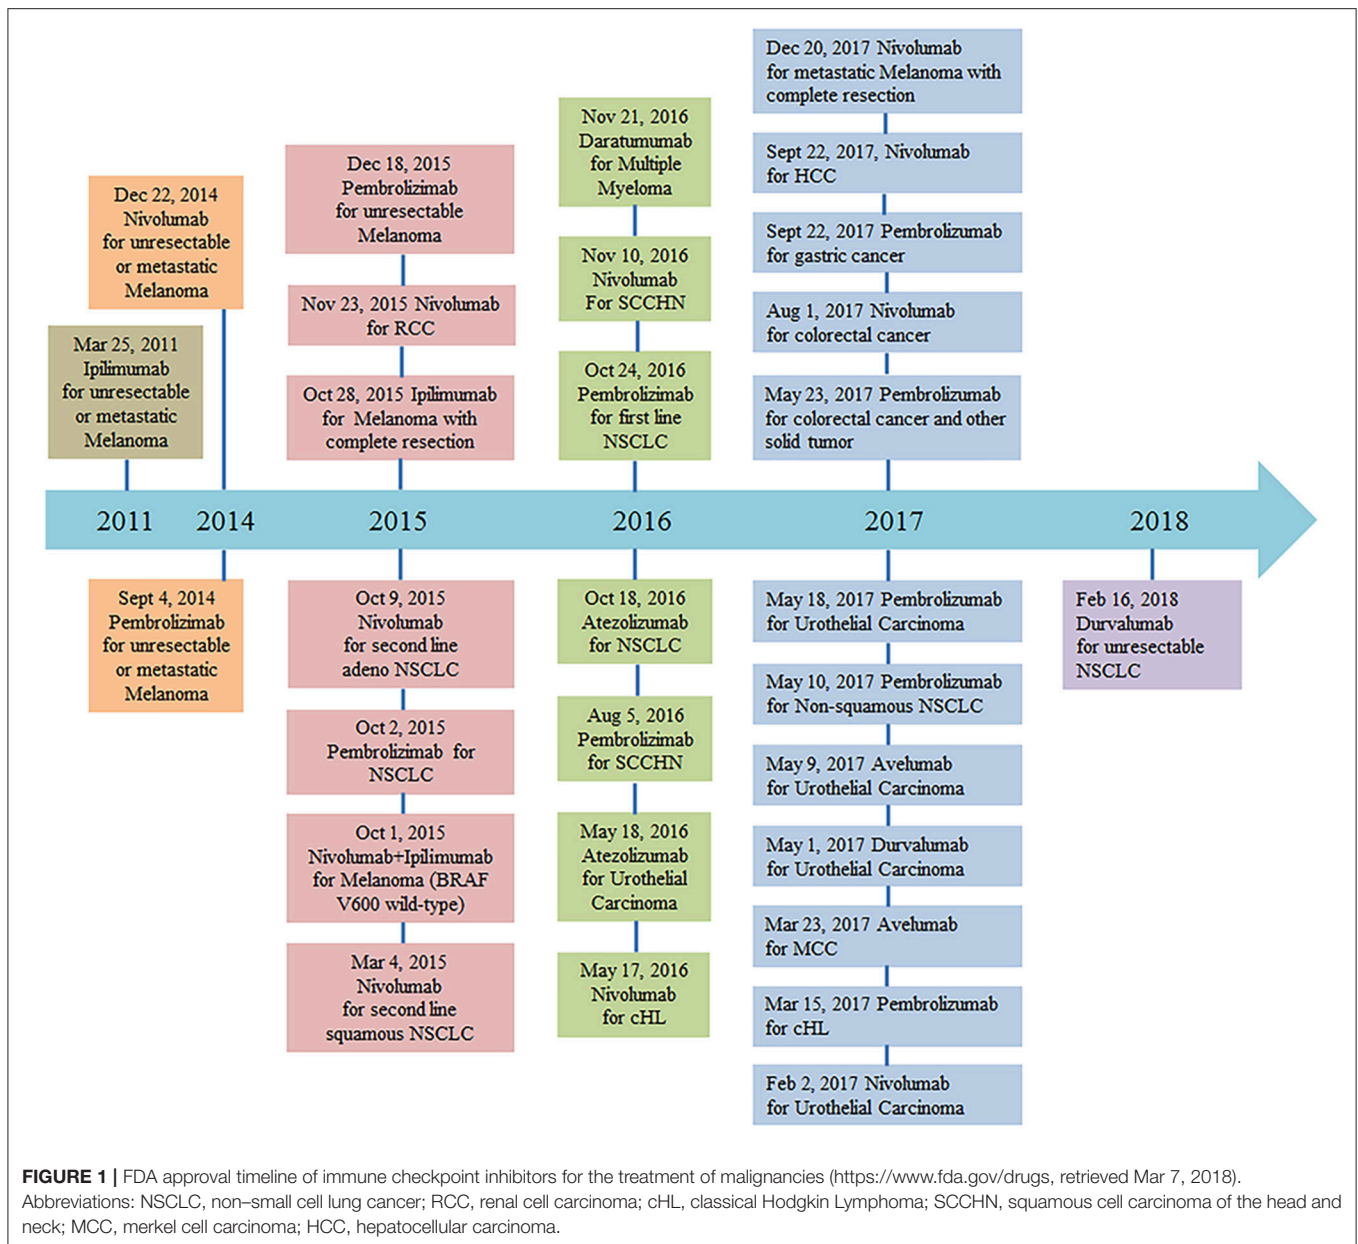 Mar 25, 2011
Ipilimumab
for unresectable
or metastatic
Melanoma
Dec 22, 2014
Nivolumab
for unresectable
or metastatic
Melanoma
Dec 18, 2015
Pembrolizimab
for unresectable
Melanoma
Nov 23, 2015 Nivolumab
for RCC
Oct 28, 2015 Ipilimumab
for Melanoma with
complete resection
Nov 21, 2016
Daratumumab
for Multiple
Myeloma
Nov 10, 2016
Nivolumab
For SCCHN
Oct 24, 2016
Pembrolizimab
for first line
NSCLC
Dec 20, 2017 Nivolumab
for metastatic Melanoma with
complete resection
Sept 22, 2017, Nivolumab
for HCC
Sept 22, 2017 Pembrolizumab
for gastric cancer
Aug 1, 2017 Nivolumab
for colorectal cancer
May 23, 2017 Pembrolizumab
for colorectal cancer and other
solid tumor
2011 2014 2015 2016 2017 2018
Sept 4, 2014
Pembrolizimab
for unresectable
or metastatic
Melanoma
Oct 9, 2015
Nivolumab
for second line
adeno NSCLC
Oct 2, 2015
Pembrolizimab for
NSCLC
Oct 1, 2015
Nivolumab+Ipilimumab
for Melanoma (BRAF
V600 wild-type)
Mar 4, 2015
Nivolumab
for second line
squamous NSCLC
Oct 18, 2016
Atezolizumab
for NSCLC
Aug 5, 2016
Pembrolizimab
for SCCHN
May 18, 2016
Atezolizumab
for Urothelial
Carcinoma
May 17, 2016
Nivolumab
for cHL
May 18, 2017 Pembrolizumab
for Urothelial Carcinoma
May 10, 2017 Pembrolizumab
for Non-squamous NSCLC
May 9, 2017 Avelumab
for Urothelial Carcinoma
May 1, 2017 Durvalumab
for Urothelial Carcinoma
Mar 23, 2017 Avelumab
for MCC
Mar 15, 2017 Pembrolizumab
for cHL
Feb 2, 2017 Nivolumab
for Urothelial Carcinoma
Feb 16, 2018
Durvalumab
for unresectable
NSCLC
FIGURE 1 | FDA approval timeline of immune checkpoint inhibitors for the treatment of malignancies (https://www.fda.gov/drugs, retrieved Mar 7, 2018).
Abbreviations: NSCLC, non–small cell lung cancer; RCC, renal cell carcinoma; cHL, classical Hodgkin Lymphoma; SCCHN, squamous cell carcinoma of the head and
neck; MCC, merkel cell carcinoma; HCC, hepatocellular carcinoma.